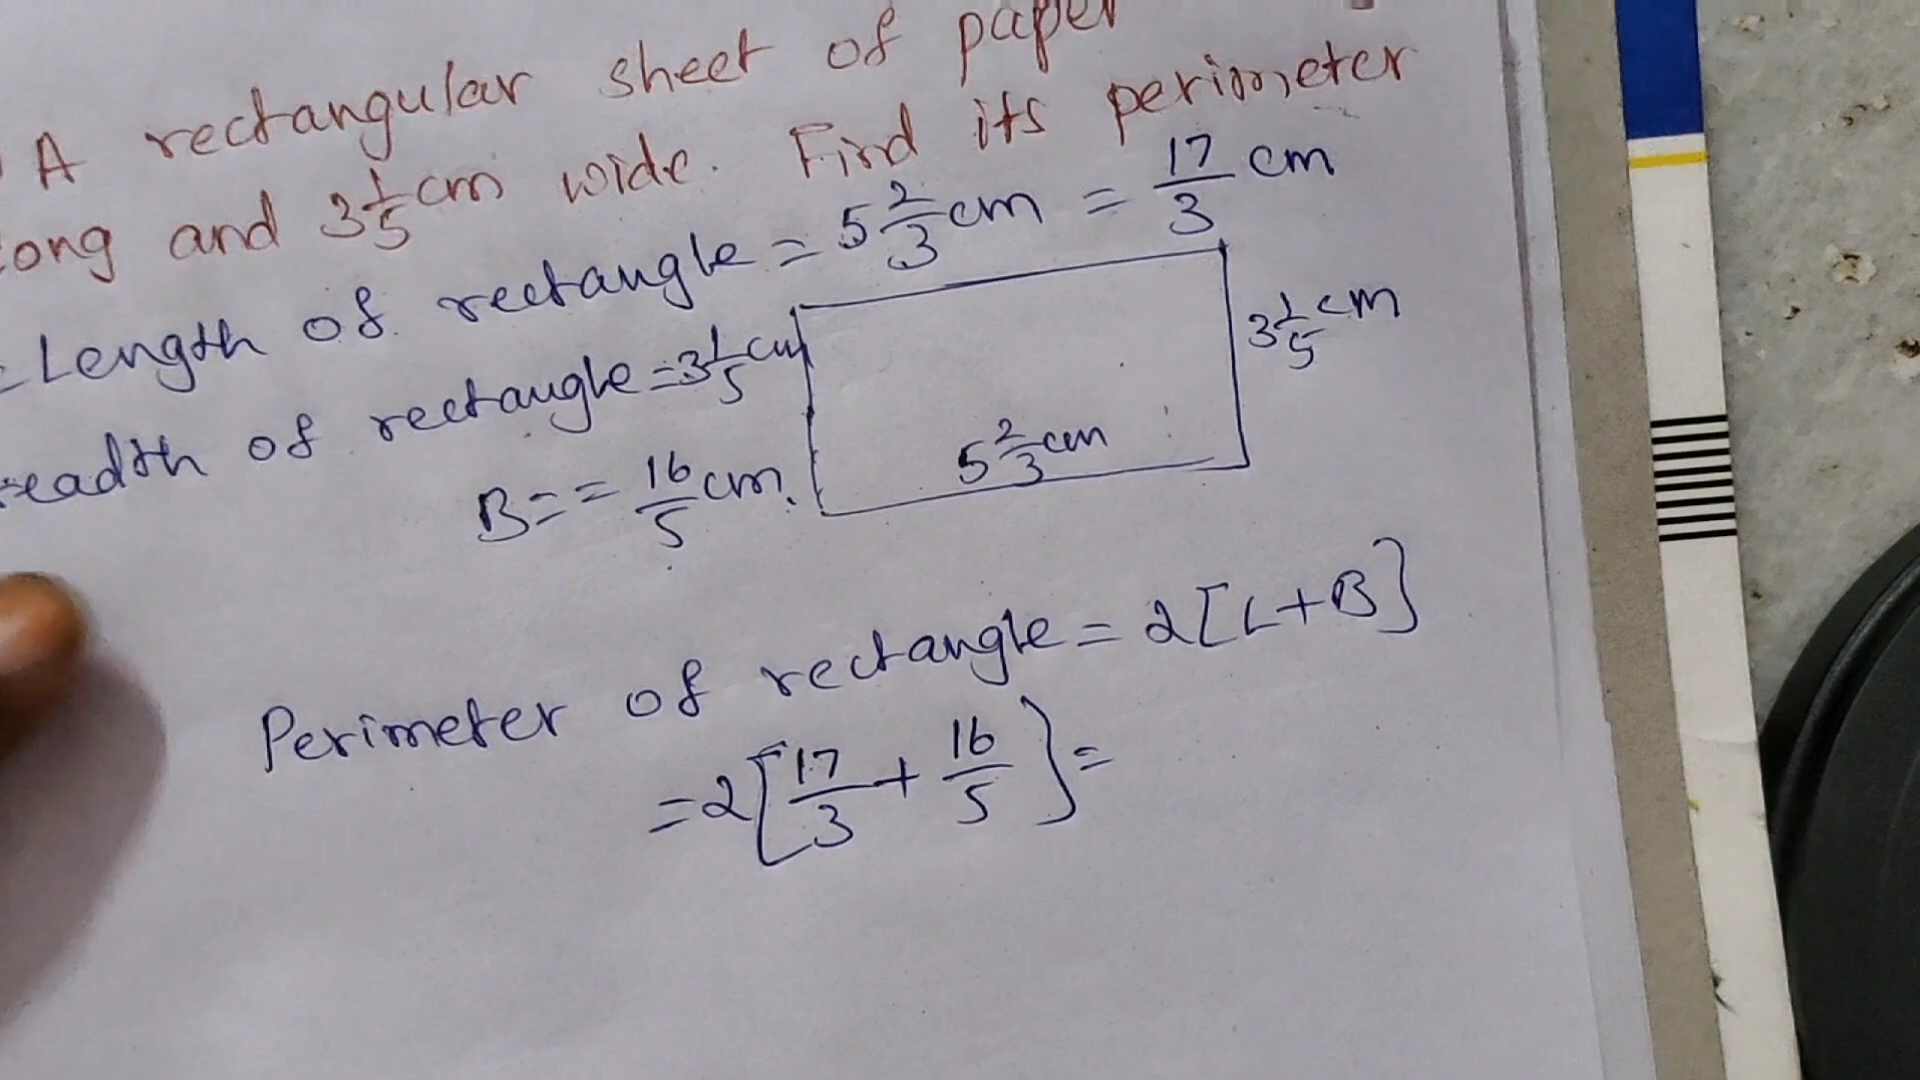 A rectangular sheet of paper
long and 3 1/5 cm wide. Find its perimeter
Length of rectangle = 5 2/3 cm = 17/3 cm
readth of rectangle = 3 1/5 cm
3 1/5 cm
5 2/3 cm
B = = 16/5 cm.
Perimeter of rectangle = 2[L+B]
= 2[17/3 + 16/5] =